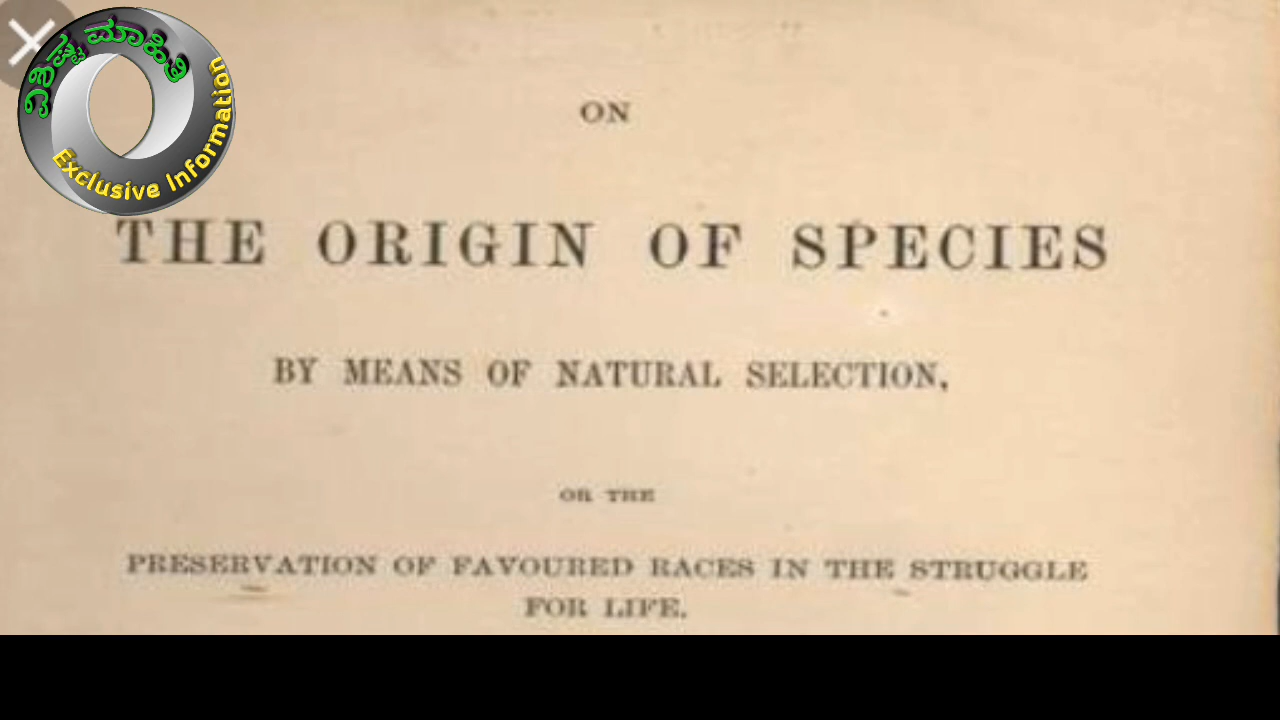 ವಿಶಿಷ್ಟ ಮಾಹಿತಿ
Exclusive Information
ON
THE ORIGIN OF SPECIES
BY MEANS OF NATURAL SELECTION,
OR THE
PRESERVATION OF FAVOURED RACES IN THE STRUGGLE
FOR LIFE.